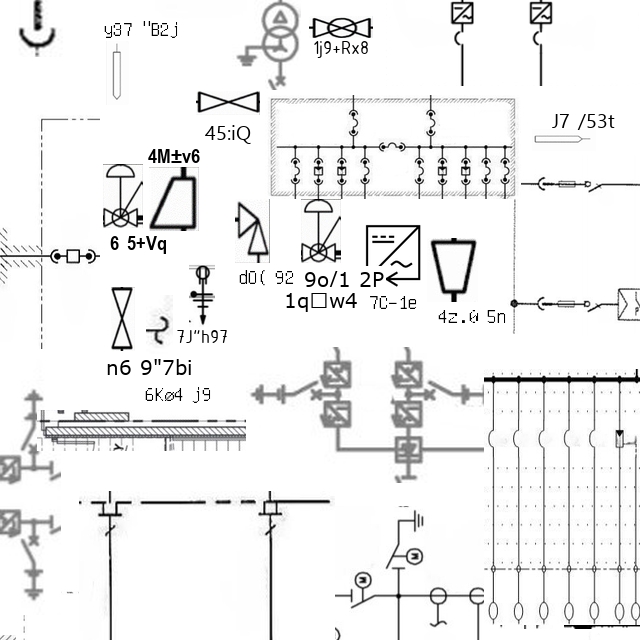 y37 "B2j
1j9+Rx8
45:iQ
J7 /53t
4M±v6
6 5+Vq
dO( 92
9o/1 2P
1q□w4
7C-1e
4z.0 5n
7J"h97
n6 9"7bi
6Kø4 j9
M
M